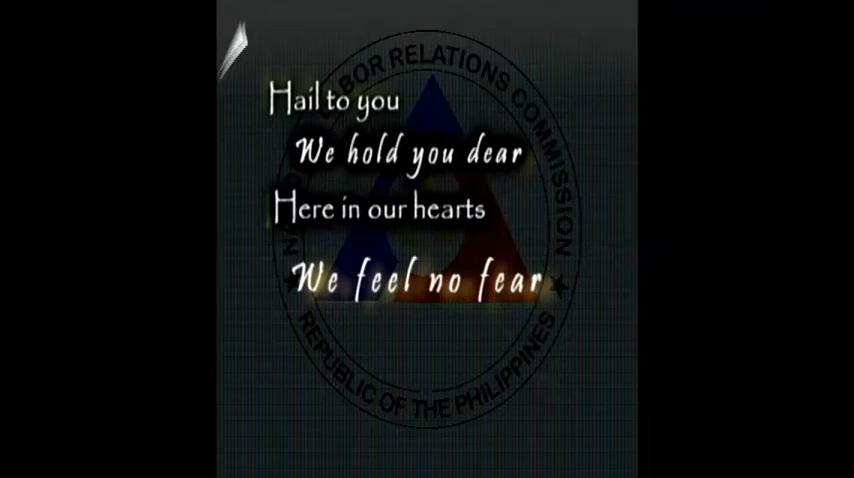 Hail to you
We hold you dear
Here in our hearts
We feel no fear
LABOR RELATIONS COMMISSION
REPUBLIC OF THE PHILIPPINES